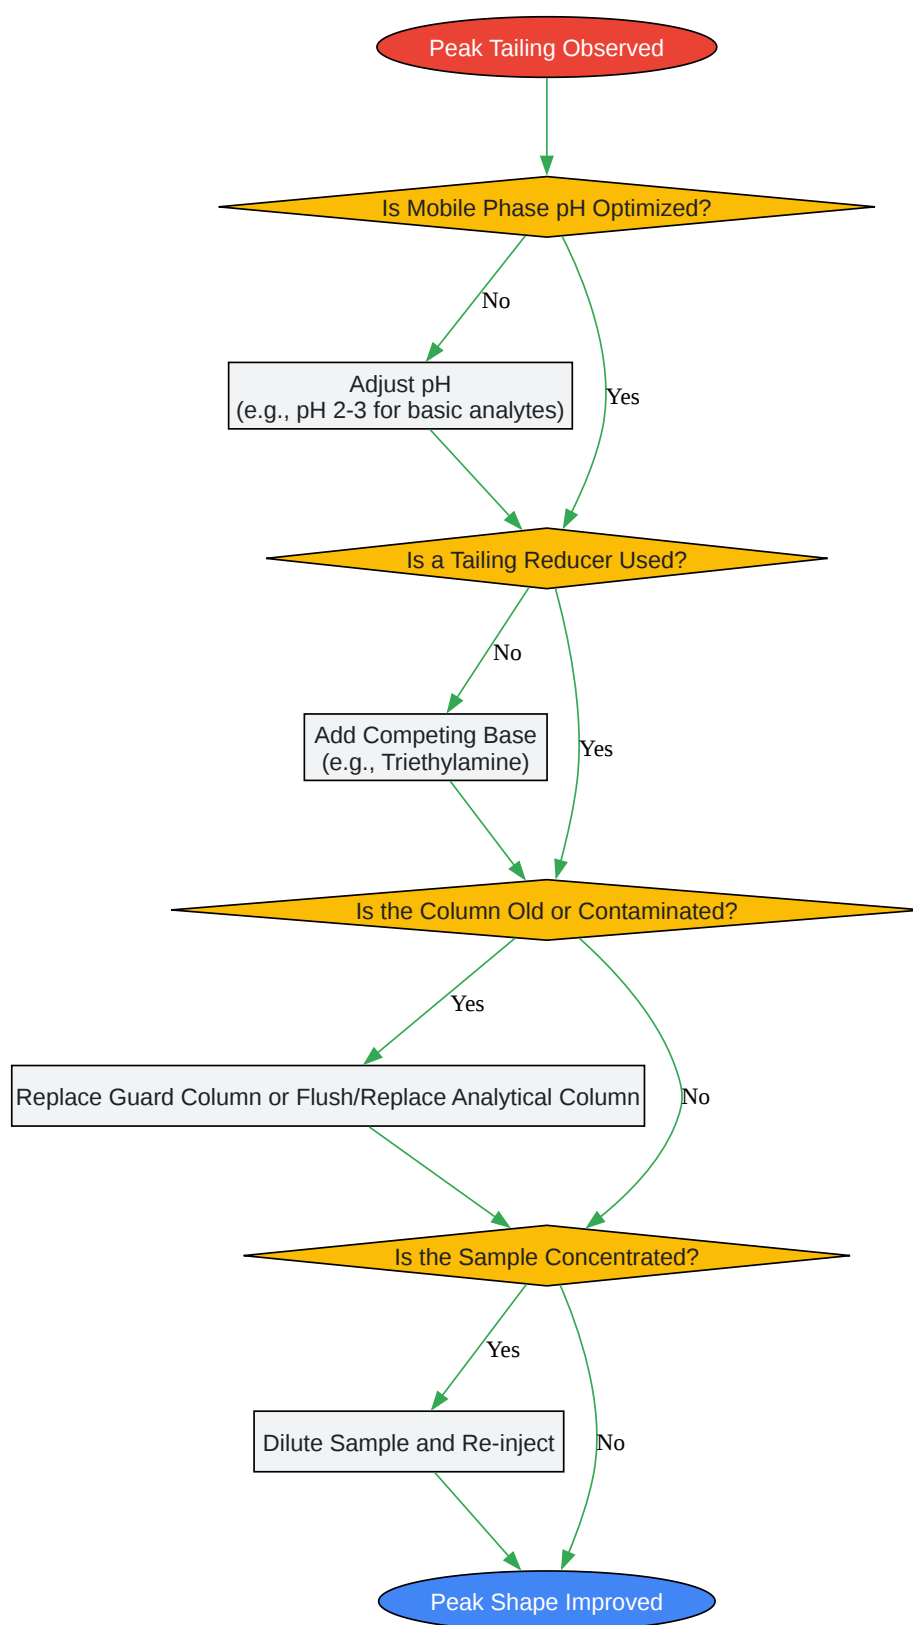 Peak Tailing Observed
Is Mobile Phase pH Optimized?
No
Adjust pH
(e.g., pH 2-3 for basic analytes)
Yes
Is a Tailing Reducer Used?
No
Add Competing Base
(e.g., Triethylamine)
Yes
Is the Column Old or Contaminated?
Yes
Replace Guard Column or Flush/Replace Analytical Column
No
Is the Sample Concentrated?
Yes
Dilute Sample and Re-inject
No
Peak Shape Improved